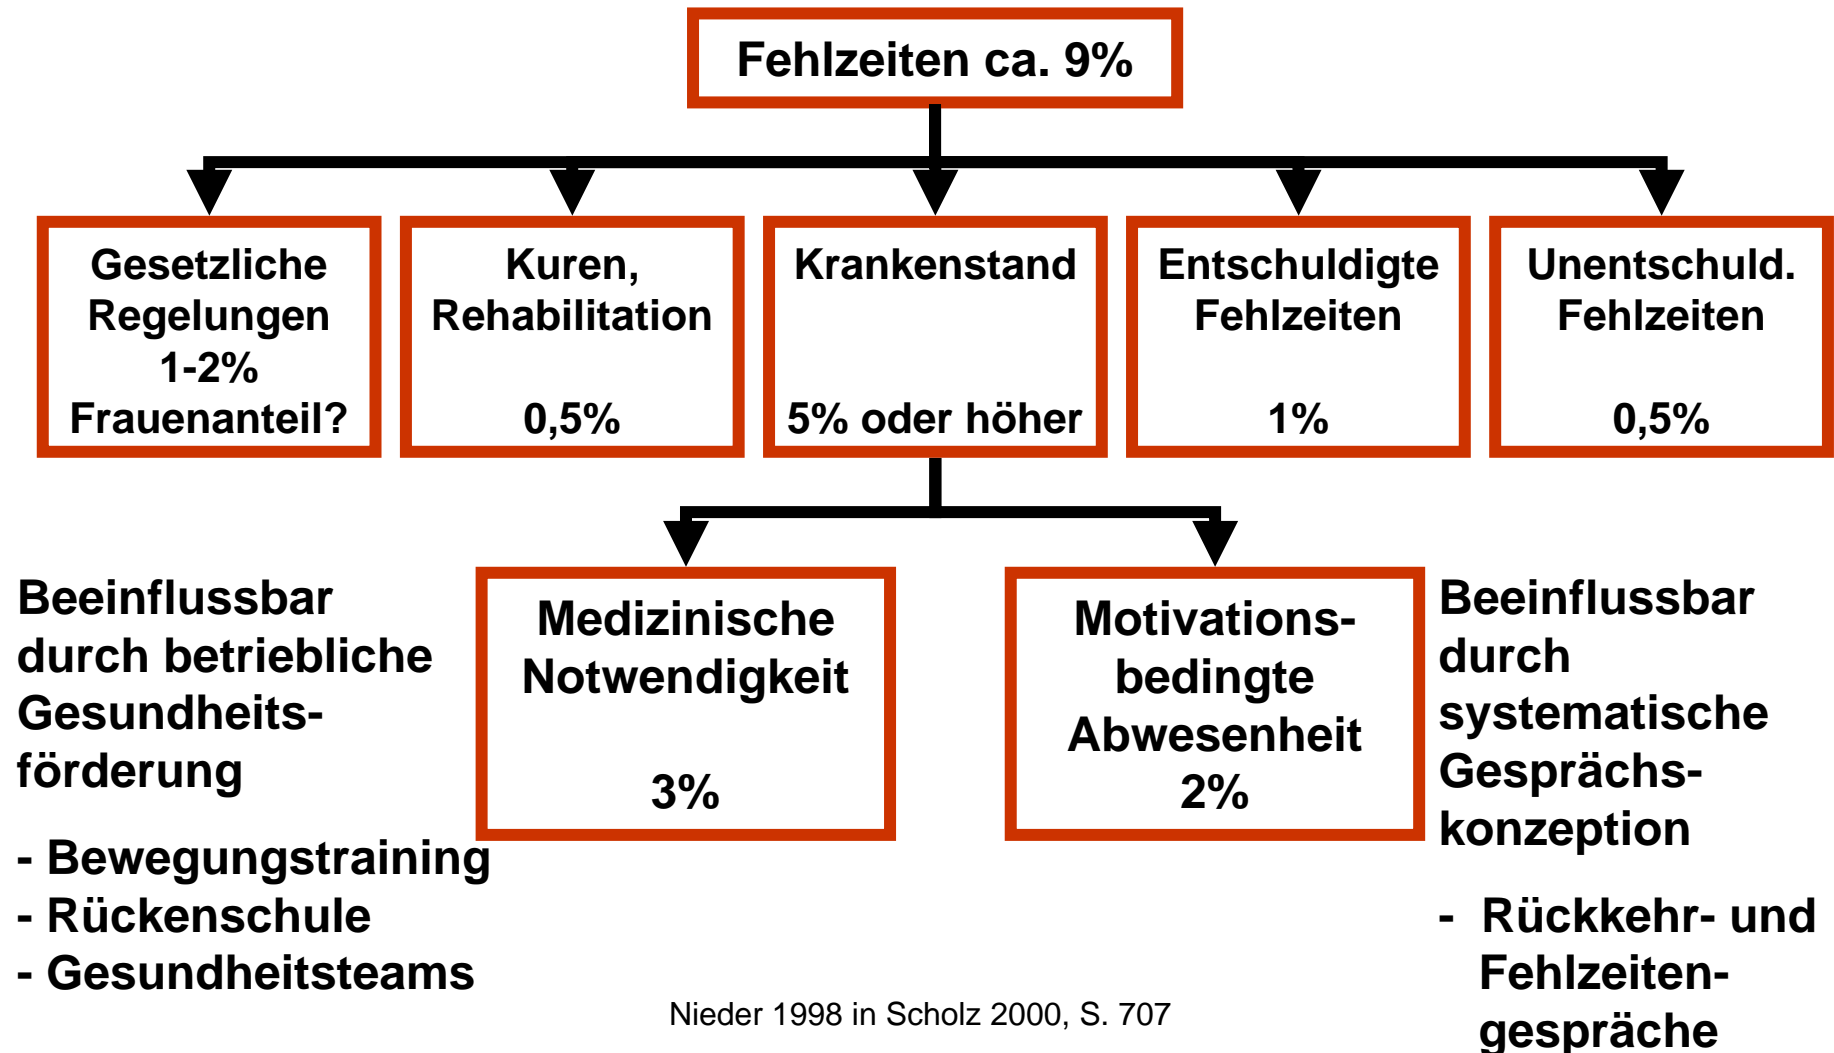 Fehlzeiten ca. 9%
Gesetzliche
Regelungen
1-2%
Frauenanteil?
Kuren,
Rehabilitation
0,5%
Krankenstand
5% oder höher
Entschuldigte
Fehlzeiten
1%
Unentschuld.
Fehlzeiten
0,5%
Beeinflussbar
durch betriebliche
Gesundheits-
förderung
- Bewegungstraining
- Rückenschule
- Gesundheitsteams
Medizinische
Notwendigkeit
3%
Motivations-
bedingte
Abwesenheit
2%
Beeinflussbar
durch
systematische
Gesprächs-
konzeption
- Rückkehr- und
Fehlzeiten-
gespräche
Nieder 1998 in Scholz 2000, S. 707